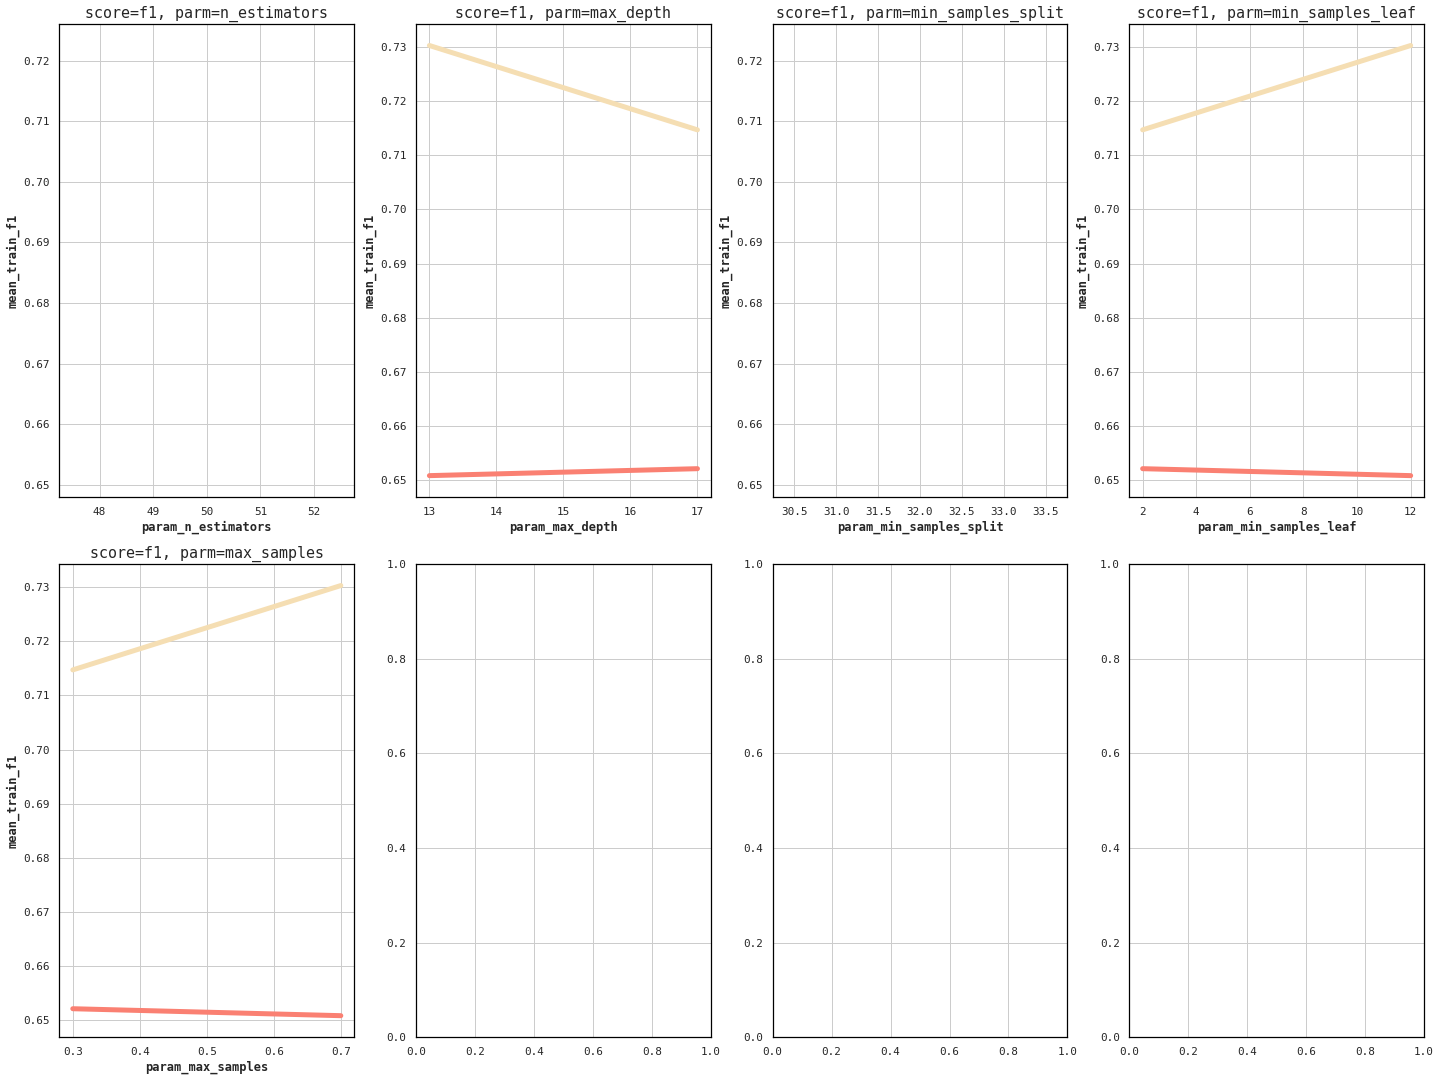 score=f1, parm=n_estimators
0.72
0.71
0.70
0.69
0.68
0.67
0.66
0.65
mean_train_f1
48 49 50 51 52
param_n_estimators
score=f1, parm=max_depth
0.73
0.72
0.71
0.70
0.69
0.68
0.67
0.66
0.65
mean_train_f1
13 14 15 16 17
param_max_depth
score=f1, parm=min_samples_split
0.72
0.71
0.70
0.69
0.68
0.67
0.66
0.65
mean_train_f1
30.5 31.0 31.5 32.0 32.5 33.0 33.5
param_min_samples_split
score=f1, parm=min_samples_leaf
0.73
0.72
0.71
0.70
0.69
0.68
0.67
0.66
0.65
mean_train_f1
2 4 6 8 10 12
param_min_samples_leaf
score=f1, parm=max_samples
0.73
0.72
0.71
0.70
0.69
0.68
0.67
0.66
0.65
mean_train_f1
0.3 0.4 0.5 0.6 0.7
param_max_samples
1.0
0.8
0.6
0.4
0.2
0.0
0.0 0.2 0.4 0.6 0.8 1.0
1.0
0.8
0.6
0.4
0.2
0.0
0.0 0.2 0.4 0.6 0.8 1.0
1.0
0.8
0.6
0.4
0.2
0.0
0.0 0.2 0.4 0.6 0.8 1.0